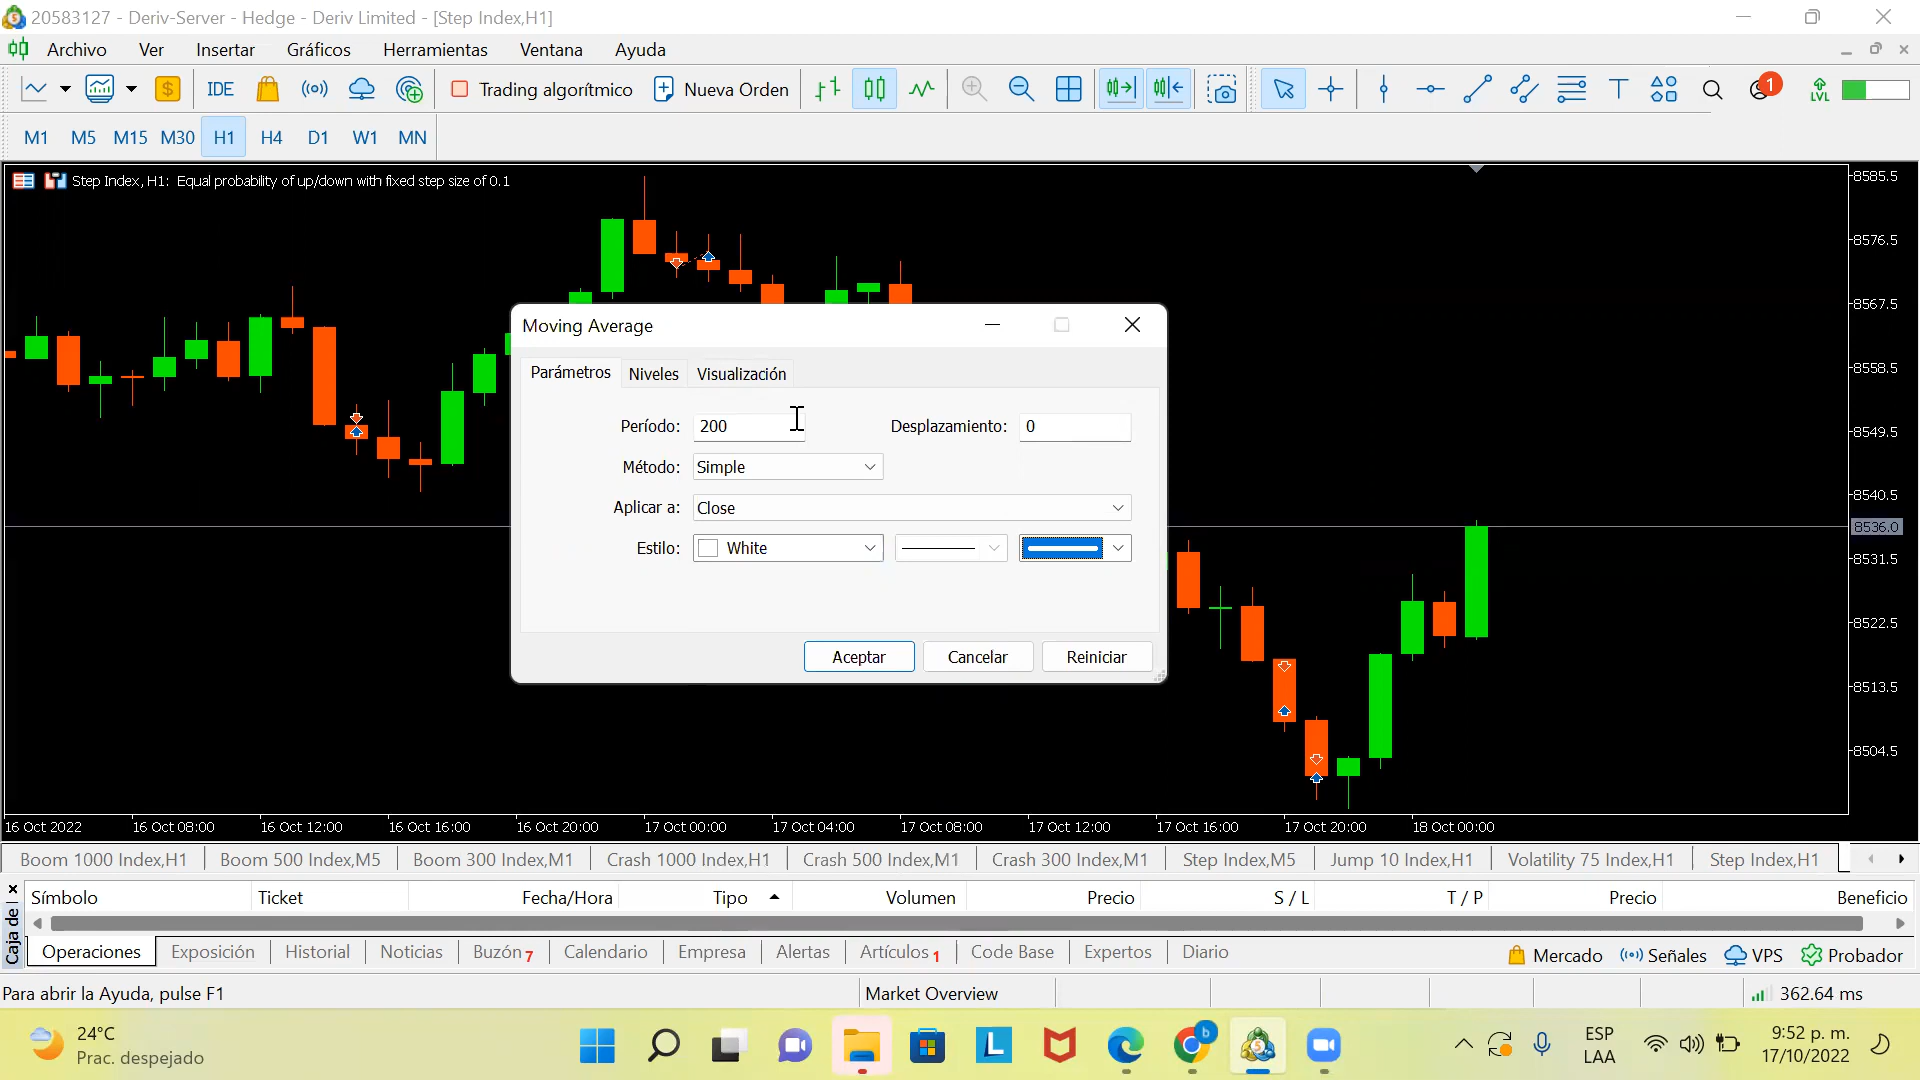 20583127 - Deriv-Server - Hedge - Deriv Limited - [Step Index,H1]
Archivo Ver Insertar Gráficos Herramientas Ventana Ayuda
IDE Trading algorítmico Nueva Orden 1 LVL
M1 M5 M15 M30 H1 H4 D1 W1 MN
Step Index, H1: Equal probability of up/down with fixed step size of 0.1
8585.5
8576.5
8567.5
8558.5
8549.5
8540.5
8536.0
8531.5
8522.5
8513.5
8504.5
Moving Average
Parámetros Niveles Visualización
Período: 200 Desplazamiento: 0
Método: Simple
Aplicar a: Close
Estilo: White
Aceptar Cancelar Reiniciar
16 Oct 2022 16 Oct 08:00 16 Oct 12:00 16 Oct 16:00 16 Oct 20:00 17 Oct 00:00 17 Oct 04:00 17 Oct 08:00 17 Oct 12:00 17 Oct 16:00 17 Oct 20:00 18 Oct 00:00
Boom 1000 Index,H1 Boom 500 Index,M5 Boom 300 Index,M1 Crash 1000 Index,H1 Crash 500 Index,M1 Crash 300 Index,M1 Step Index,M5 Jump 10 Index,H1 Volatility 75 Index,H1 Step Index,H1
Símbolo Ticket Fecha/Hora Tipo Volumen Precio S / L T / P Precio Beneficio
Caja de
Operaciones Exposición Historial Noticias Buzón 7 Calendario Empresa Alertas Artículos 1 Code Base Expertos Diario Mercado Señales VPS Probador
Para abrir la Ayuda, pulse F1 Market Overview 362.64 ms
24°C
Prac. despejado
L
b
ESP
LAA
9:52 p. m.
17/10/2022